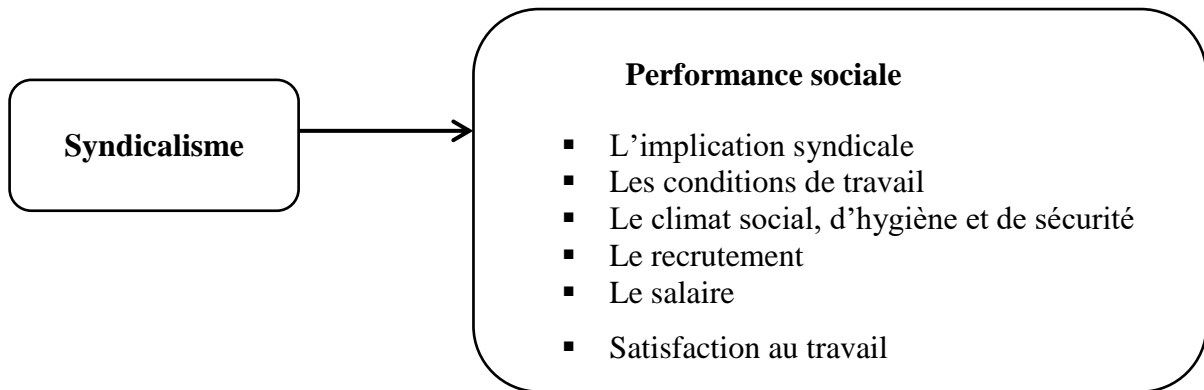 Syndicalisme
Performance sociale
▪ L’implication syndicale
▪ Les conditions de travail
▪ Le climat social, d’hygiène et de sécurité
▪ Le recrutement
▪ Le salaire
▪ Satisfaction au travail